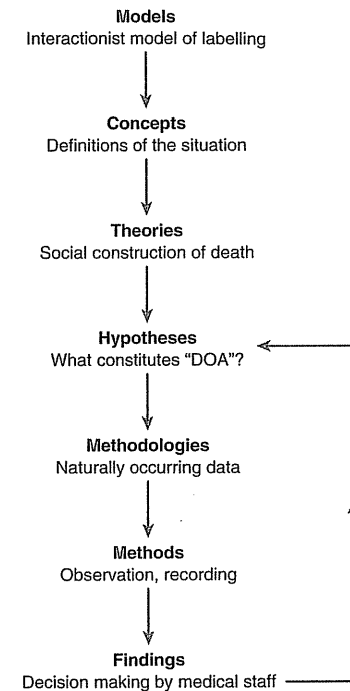 Models
Interactionist model of labelling
Concepts
Definitions of the situation
Theories
Social construction of death
Hypotheses
What constitutes “DOA”?
Methodologies
Naturally occurring data
Methods
Observation, recording
Findings
Decision making by medical staff